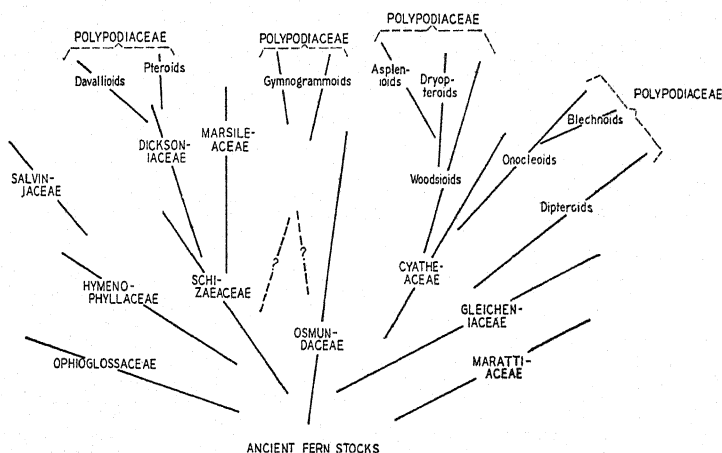 POLYPODIACEAE
POLYPODIACEAE
POLYPODIACEAE
Davallioids
Pteroids
Gymnogrammoids
Asplen-
ioids
Dryop-
teroids
POLYPODIACEAE
Blechnoids
DICKSON-
IACEAE
MARSILE-
ACEAE
Onocleoids
SALVIN-
JACEAE
Woodsioids
Dipteroids
?
?
HYMENO-
PHYLLACEAE
SCHI-
ZAEACEAE
CYATHE-
ACEAE
GLEICHEN-
IACEAE
OSMUN-
DACEAE
OPHIOGLOSSACEAE
MARATTI-
ACEAE
ANCIENT FERN STOCKS